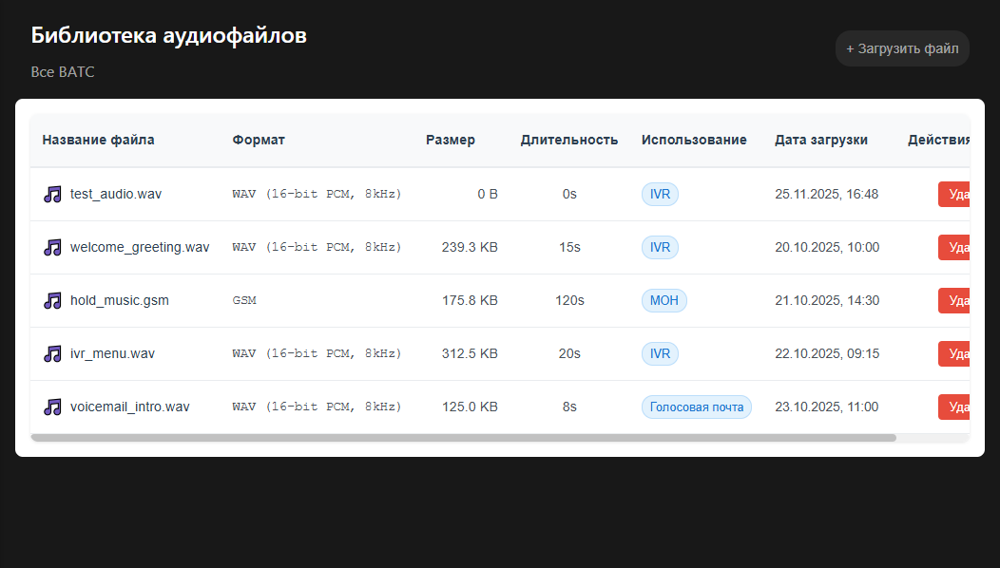 Библиотека аудиофайлов
+ Загрузить файл
Все ВАТС
Название файла Формат Размер Длительность Использование Дата загрузки Действия
test_audio.wav WAV (16-bit PCM, 8kHz) 0 B 0s IVR 25.11.2025, 16:48 Уда
welcome_greeting.wav WAV (16-bit PCM, 8kHz) 239.3 KB 15s IVR 20.10.2025, 10:00 Уда
hold_music.gsm GSM 175.8 KB 120s MOH 21.10.2025, 14:30 Уда
ivr_menu.wav WAV (16-bit PCM, 8kHz) 312.5 KB 20s IVR 22.10.2025, 09:15 Уда
voicemail_intro.wav WAV (16-bit PCM, 8kHz) 125.0 KB 8s Голосовая почта 23.10.2025, 11:00 Уда